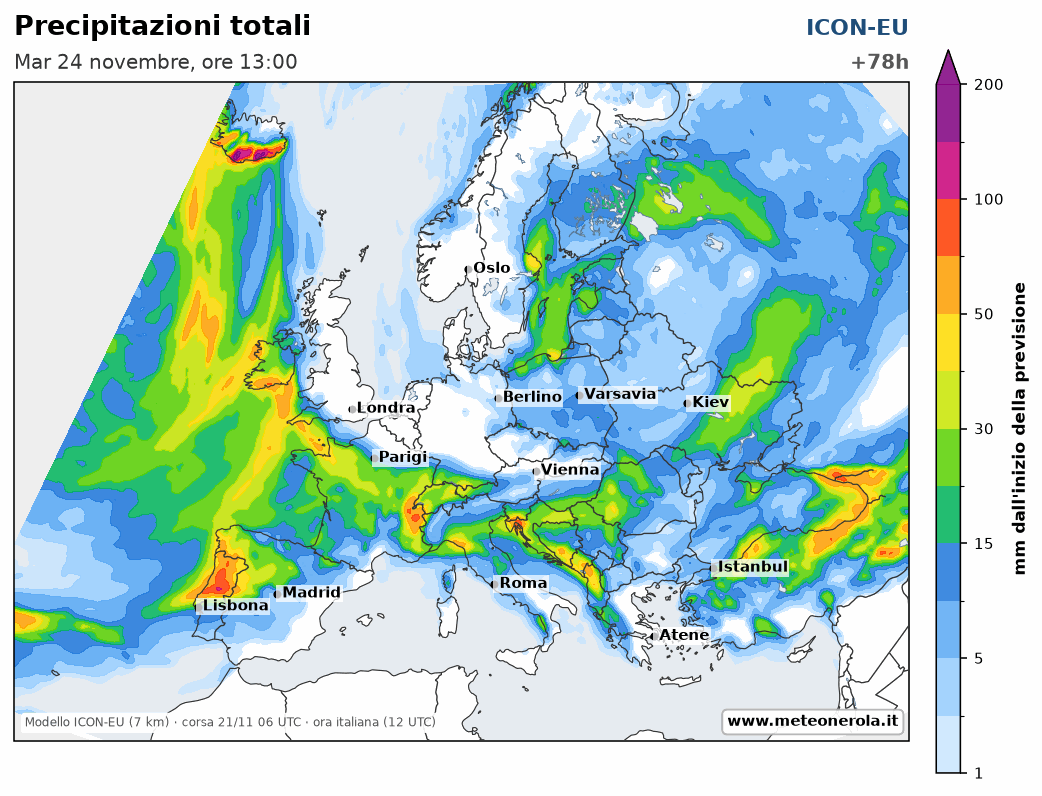 Precipitazioni totali
ICON-EU
Mar 24 novembre, ore 13:00
+78h
200
100
50
30
15
5
1
mm dall'inizio della previsione
Oslo
Londra
Berlino
Varsavia
Kiev
Parigi
Vienna
Istanbul
Roma
Madrid
Lisbona
Atene
Modello ICON-EU (7 km) · corsa 21/11 06 UTC · ora italiana (12 UTC)
www.meteonerola.it